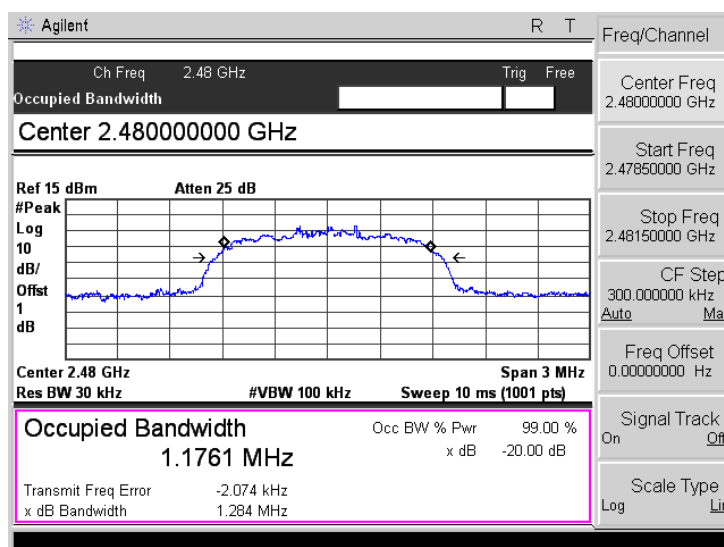 Agilent R T
Ch Freq 2.48 GHz Trig Free
Occupied Bandwidth
Center 2.480000000 GHz
Ref 15 dBm Atten 25 dB
#Peak
Log
10
dB/
Offst
1
dB
Center 2.48 GHz Span 3 MHz
Res BW 30 kHz #VBW 100 kHz Sweep 10 ms (1001 pts)
Occupied Bandwidth
1.1761 MHz
Occ BW % Pwr 99.00 %
x dB -20.00 dB
Transmit Freq Error -2.074 kHz
x dB Bandwidth 1.284 MHz
Freq/Channel
Center Freq
2.48000000 GHz
Start Freq
2.47850000 GHz
Stop Freq
2.48150000 GHz
CF Step
300.000000 kHz
Auto Ma
Freq Offset
0.00000000 Hz
Signal Track
On Off
Scale Type
Log Li